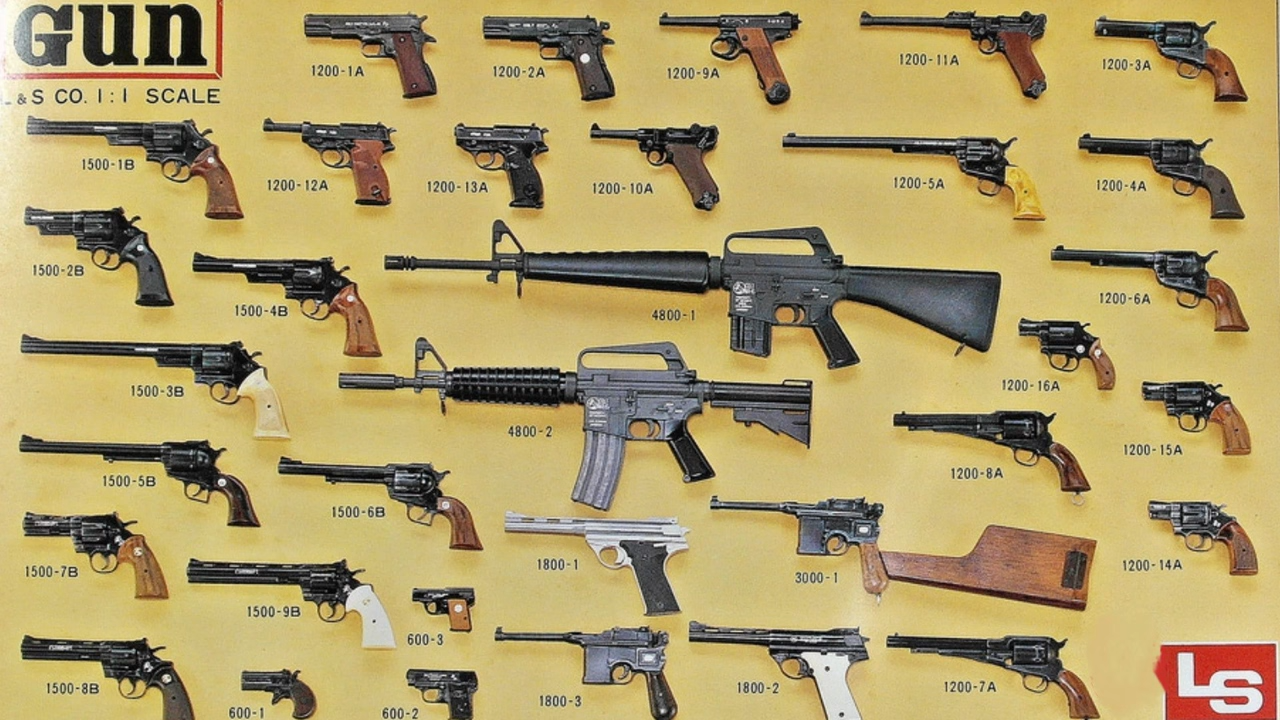 Gun
L&S CO. 1:1 SCALE
1200-1A
1200-2A
1200-9A
1200-11A
1200-3A
1500-1B
1200-12A
1200-13A
1200-10A
1200-5A
1200-4A
1500-2B
1500-4B
4800-1
1200-6A
1500-3B
4800-2
1200-16A
1500-5B
1500-6B
1200-8A
1200-15A
1500-7B
1500-9B
1800-1
3000-1
1200-14A
600-3
1500-8B
600-1
600-2
1800-3
1800-2
1200-7A
LS